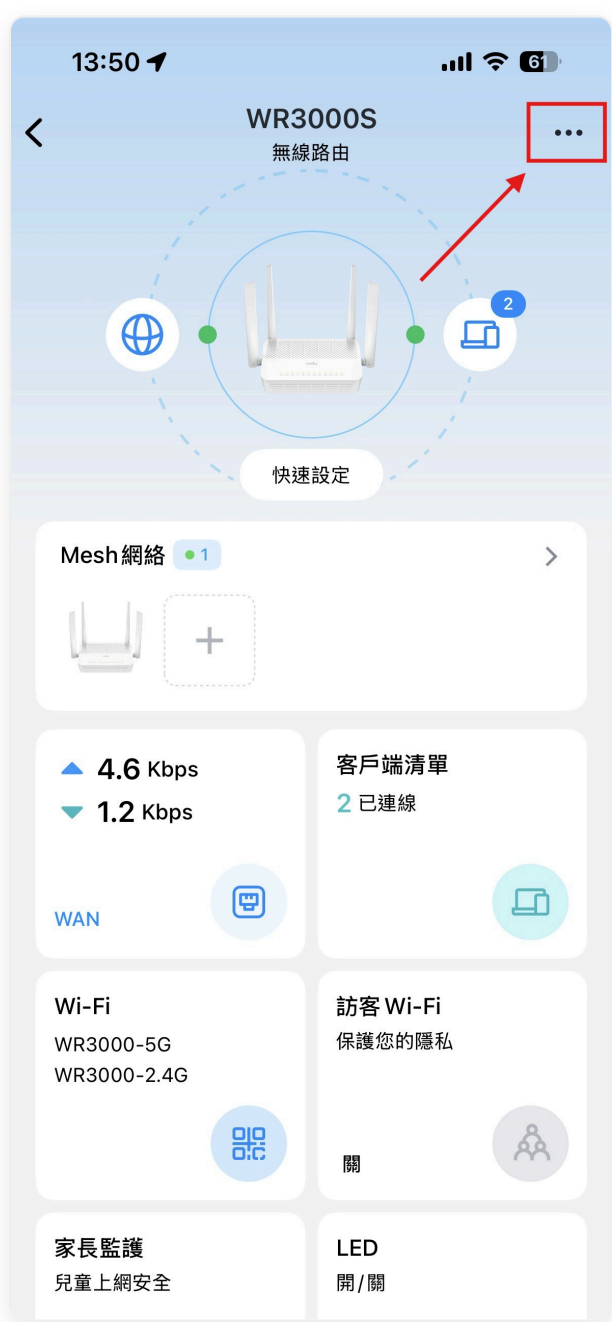 13:50
61
WR3000S
無線路由
2
快速設定
Mesh網絡 1
4.6 Kbps
1.2 Kbps
WAN
客戶端清單
2 已連線
Wi-Fi
WR3000-5G
WR3000-2.4G
訪客 Wi-Fi
保護您的隱私
關
家長監護
兒童上網安全
LED
開/關